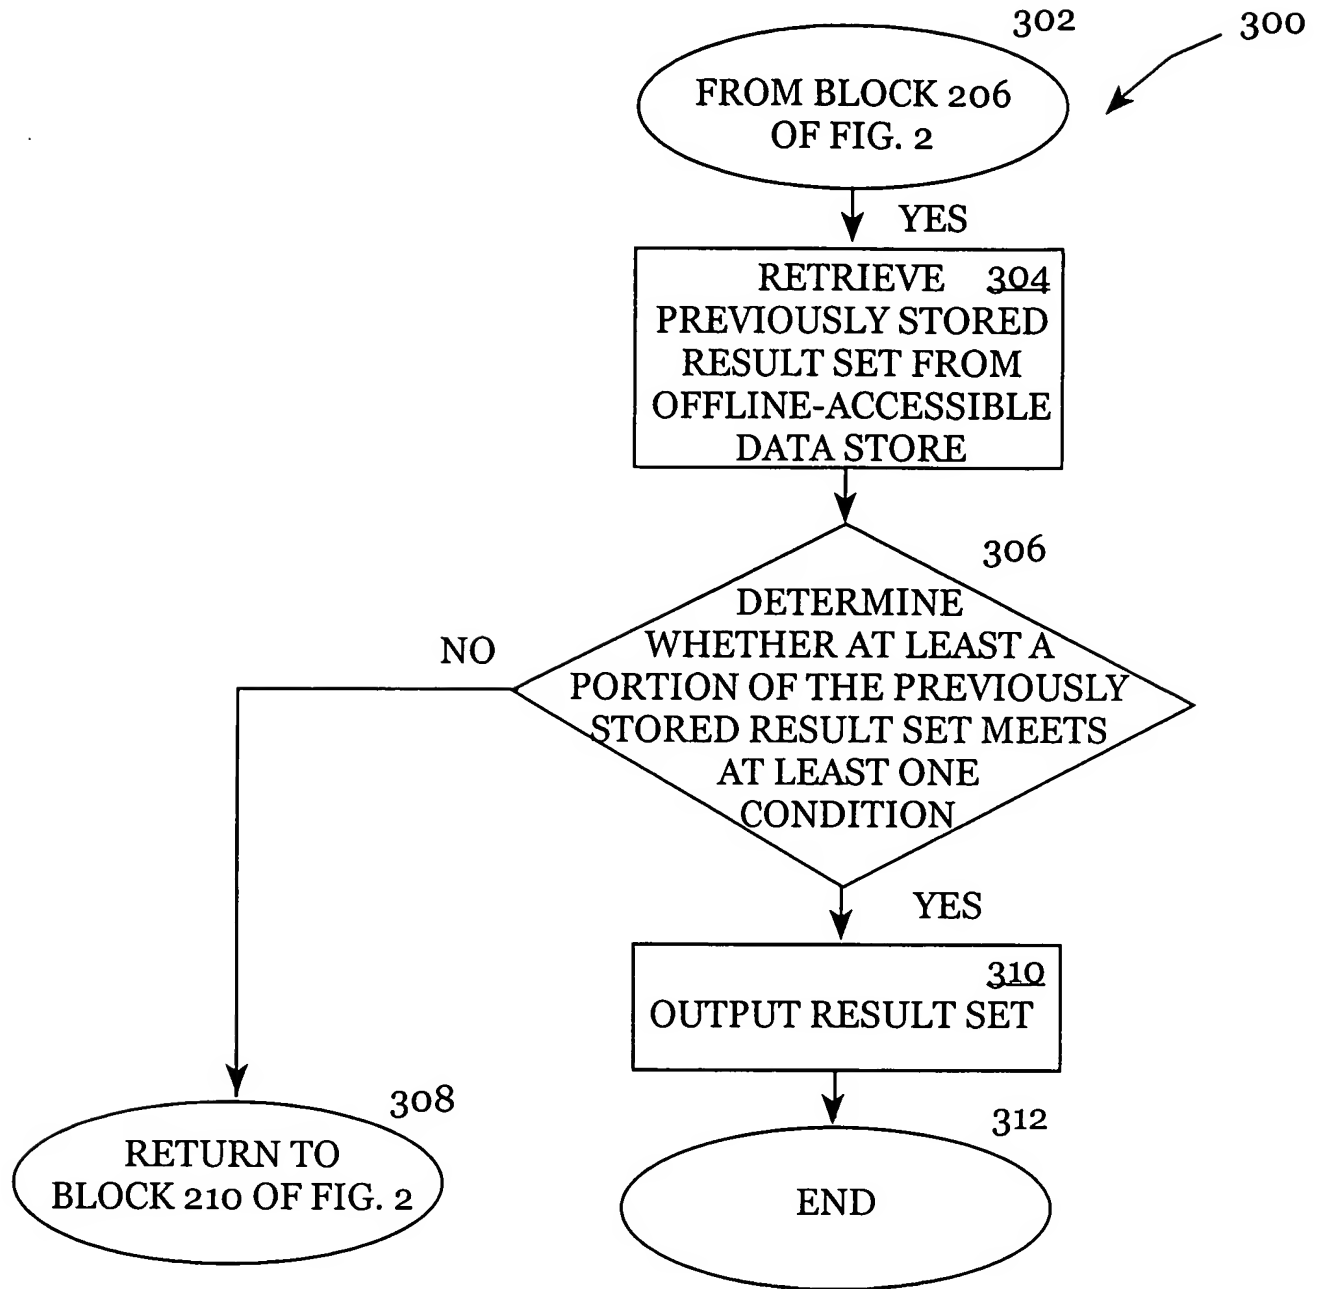 302
300
FROM BLOCK 206
OF FIG. 2
YES
RETRIEVE 304
PREVIOUSLY STORED
RESULT SET FROM
OFFLINE-ACCESSIBLE
DATA STORE
306
DETERMINE
WHETHER AT LEAST A
PORTION OF THE PREVIOUSLY
STORED RESULT SET MEETS
AT LEAST ONE
CONDITION
NO
YES
310
OUTPUT RESULT SET
308
RETURN TO
BLOCK 210 OF FIG. 2
312
END